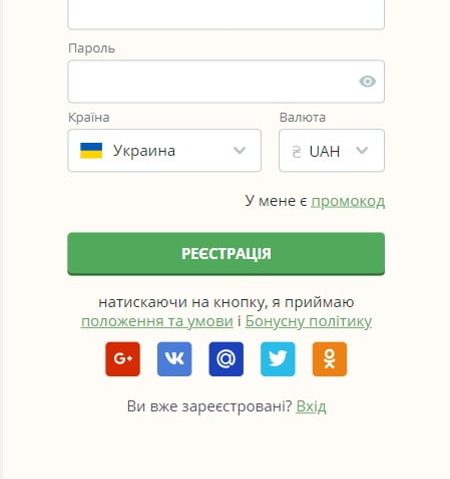 Пароль
Країна
Валюта
Украина
₴ UAH
У мене є промокод
РЕЄСТРАЦІЯ
натискаючи на кнопку, я приймаю
положення та умови і Бонусну політику
G+
Ви вже зареєстровані? Вхід